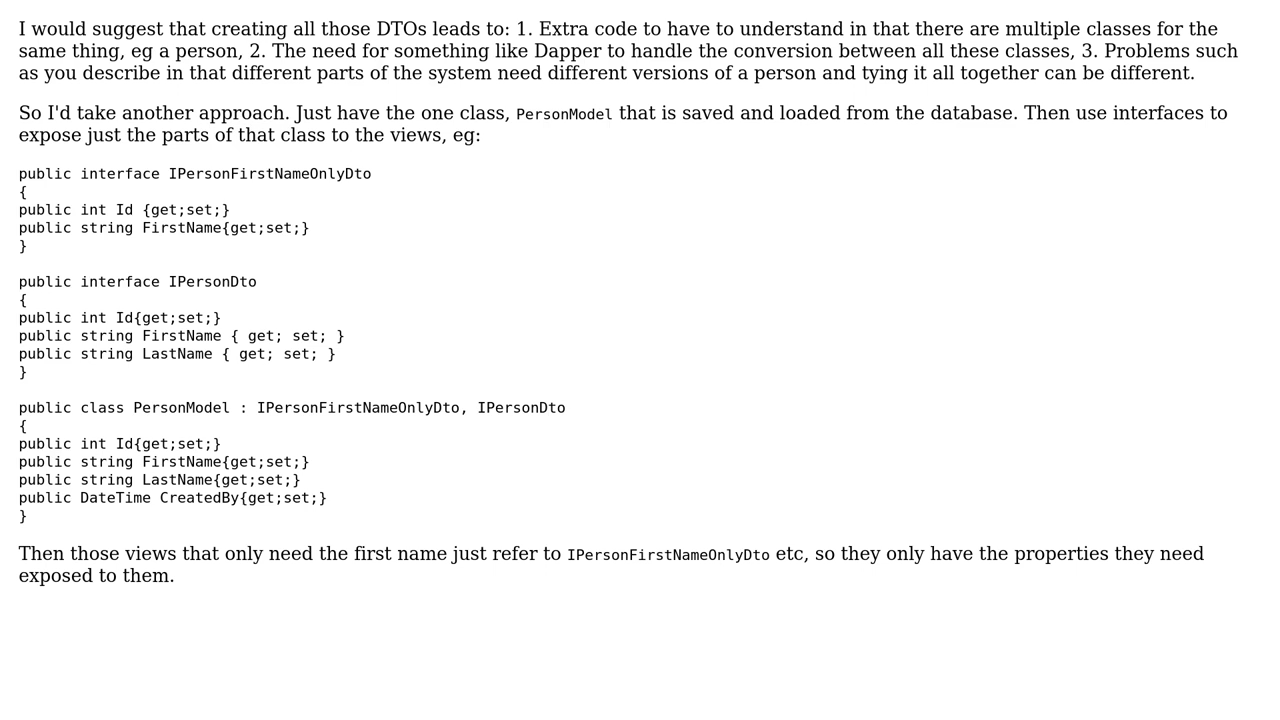 I would suggest that creating all those DTOs leads to: 1. Extra code to have to understand in that there are multiple classes for the
same thing, eg a person, 2. The need for something like Dapper to handle the conversion between all these classes, 3. Problems such
as you describe in that different parts of the system need different versions of a person and tying it all together can be different.
So I'd take another approach. Just have the one class, PersonModel that is saved and loaded from the database. Then use interfaces to
expose just the parts of that class to the views, eg:
public interface IPersonFirstNameOnlyDto
{
public int Id {get;set;}
public string FirstName{get;set;}
}
public interface IPersonDto
{
public int Id{get;set;}
public string FirstName { get; set; }
public string LastName { get; set; }
}
public class PersonModel : IPersonFirstNameOnlyDto, IPersonDto
{
public int Id{get;set;}
public string FirstName{get;set;}
public string LastName{get;set;}
public DateTime CreatedBy{get;set;}
}
Then those views that only need the first name just refer to IPersonFirstNameOnlyDto etc, so they only have the properties they need
exposed to them.